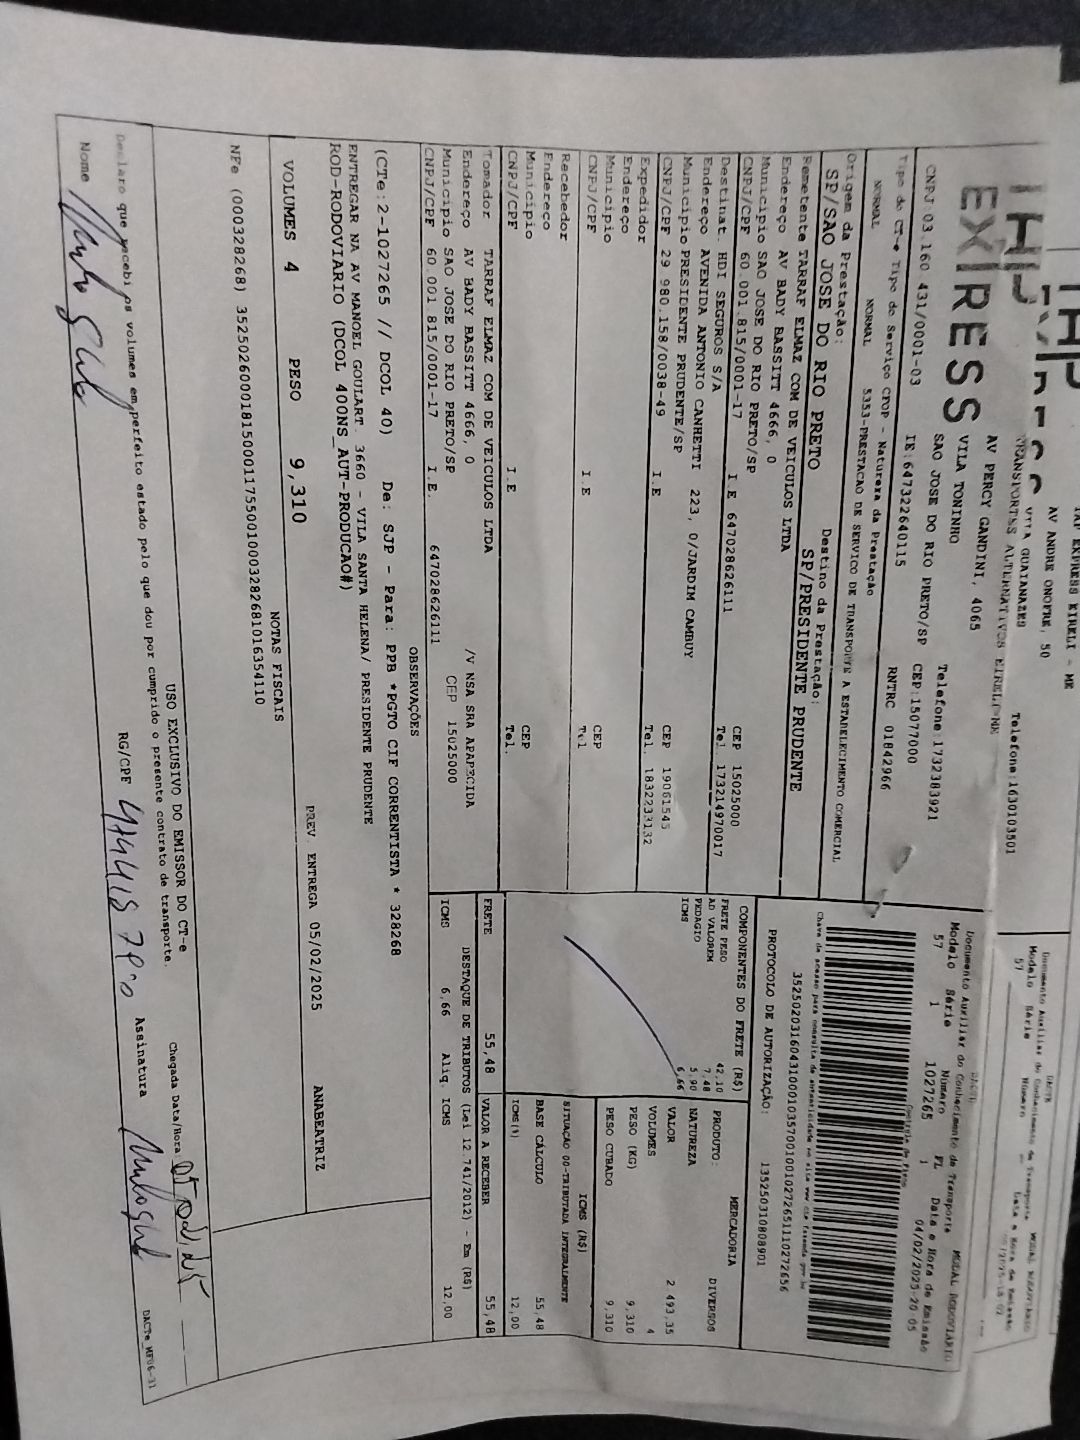 AV ANDRE ONOFRE, 50
VILA GUAIANAZES
Telefone:1630103501
THP
EXPRESS
TRANSPORTES ALTERNATIVOS EIRELI-ME
AV PERCY GANDINI, 4065
VILA TONINHO
SAO JOSE DO RIO PRETO/SP
Telefone:1732383921
CEP:15077000
CNPJ:03.160.431/0001-03
IE:647322640115
RNTRC 01842966
Documento Auxiliar do Conhecimento de Transporte
MODAL RODOVIÁRIO
Modelo Série Número FL Data e Hora de Emissão
57 1 1027265 1 04/02/2025-20:05
Controle do Fisco
Chave de acesso para consulta de autenticidade no site www.cte.fazenda.gov.br
35250203160431000103570010010272651110272656
PROTOCOLO DE AUTORIZAÇÃO: 135250310808901
Tipo do CT-e Tipo do Serviço CFOP - Natureza da Prestação
NORMAL NORMAL 5353-PRESTACAO DE SERVICO DE TRANSPORTE A ESTABELECIMENTO COMERCIAL
Origem da Prestação: Destino da Prestação:
SP/SAO JOSE DO RIO PRETO SP/PRESIDENTE PRUDENTE
Remetente TARRAF ELMAZ COM DE VEICULOS LTDA
Endereço AV BADY BASSITT 4666, 0
Município SAO JOSE DO RIO PRETO/SP CEP 15025000
CNPJ/CPF 60.001.815/0001-17 I.E 647028626111 Tel. 173214970017
Destinat. HDI SEGUROS S/A
Endereço AVENIDA ANTONIO CANHETTI 223, 0/JARDIM CAMBUY
Município PRESIDENTE PRUDENTE/SP CEP 19061545
CNPJ/CPF 29.980.158/0038-49 I.E Tel. 1832233132
Expedidor
Endereço
Município CEP
CNPJ/CPF I.E Tel
Recebedor
Endereço
Município CEP
CNPJ/CPF I.E Tel.
Tomador TARRAF ELMAZ COM DE VEICULOS LTDA
Endereço AV BADY BASSITT 4666, 0 /V NSA SRA APARECIDA
Município SAO JOSE DO RIO PRETO/SP CEP 15025000
CNPJ/CPF 60.001.815/0001-17 I.E. 647028626111
COMPONENTES DO FRETE (R$)
FRETE PESO 42,10
AD VALOREM 7,48
PEDAGIO 5,90
ICMS 6,66
MERCADORIA
PRODUTO: DIVERSOS
NATUREZA
VALOR 2.493,35
VOLUMES 4
PESO (KG) 9,310
PESO CUBADO 9,310
ICMS (R$)
SITUAÇÃO 00-TRIBUTADA INTEGRALMENTE
BASE CÁLCULO 55,48
ICMS(%) 12,00
FRETE 55,48 VALOR A RECEBER 55,48
DESTAQUE DE TRIBUTOS (Lei 12.741/2012) - Em (R$)
ICMS 6,66 Aliq. ICMS 12,00
OBSERVAÇÕES
(CTe:2-1027265 // DCOL 40) De: SJP - Para: PPB *PGTO CIF CORRENTISTA * 328268
ENTREGAR NA AV MANOEL GOULART 3660 - VILA SANTA HELENA/ PRESIDENTE PRUDENTE
ROD-RODOVIARIO (DCOL 400NS_AUT-PRODUCAO#)
VOLUMES 4 PESO 9,310 PREV. ENTREGA 05/02/2025 ANABEATRIZ
NOTAS FISCAIS
NFe (000328268) 35250260001815000117550010003282681016354110
USO EXCLUSIVO DO EMISSOR DO CT-e
Declaro que recebi os volumes em perfeito estado pelo que dou por cumprido o presente contrato de transporte.
Chegada Data/Hora: 05 02 25
Nome RG/CPF Assinatura
DACTe_MF06-31